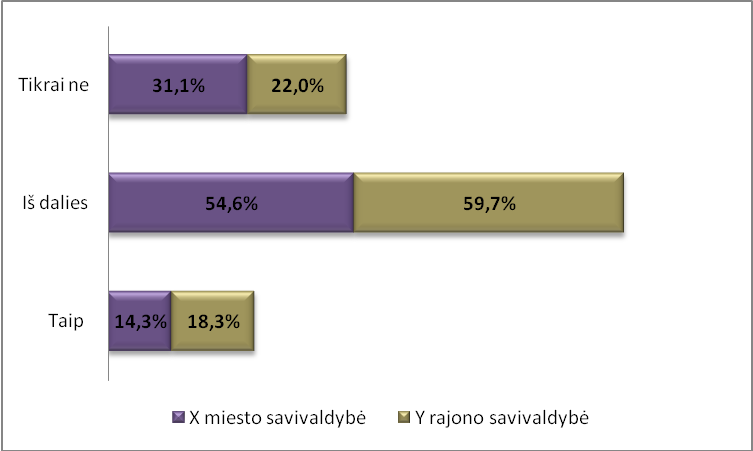 Tikrai ne
31,1%
22,0%
Iš dalies
54,6%
59,7%
Taip
14,3%
18,3%
X miesto savivaldybė
Y rajono savivaldybė